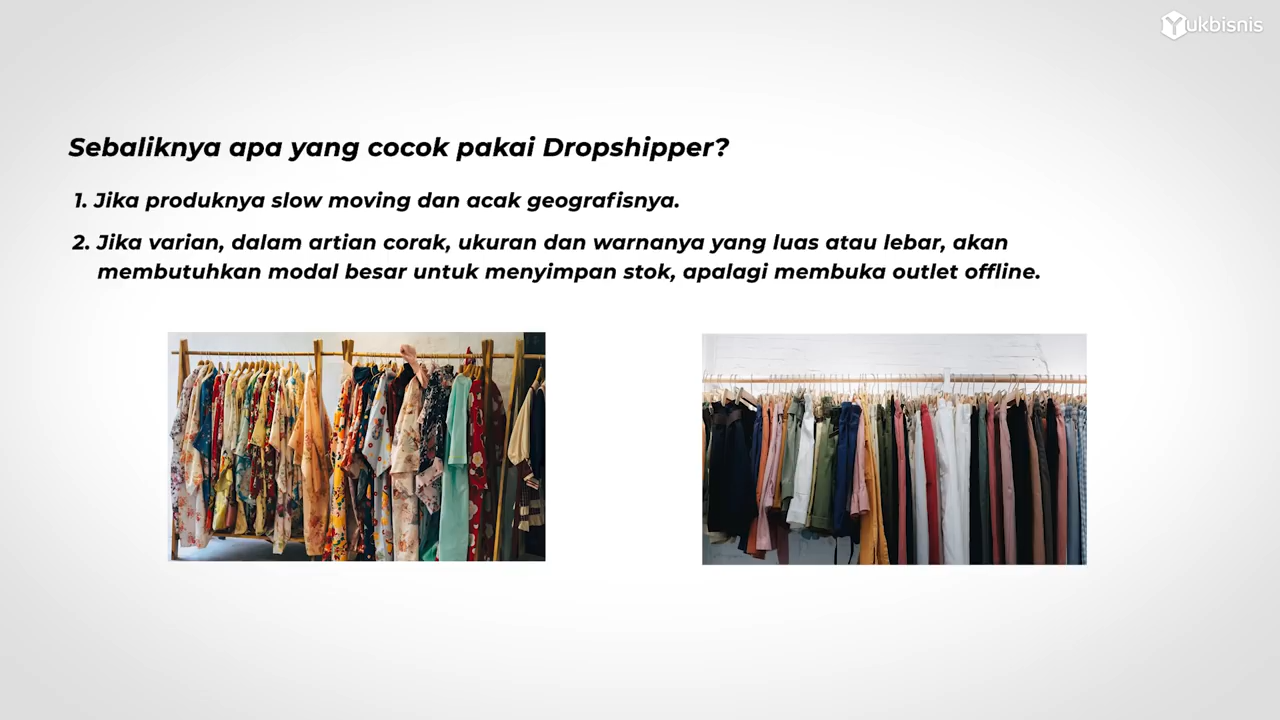 Yukbisnis
Sebaliknya apa yang cocok pakai Dropshipper?
1. Jika produknya slow moving dan acak geografisnya.
2. Jika varian, dalam artian corak, ukuran dan warnanya yang luas atau lebar, akan
membutuhkan modal besar untuk menyimpan stok, apalagi membuka outlet offline.